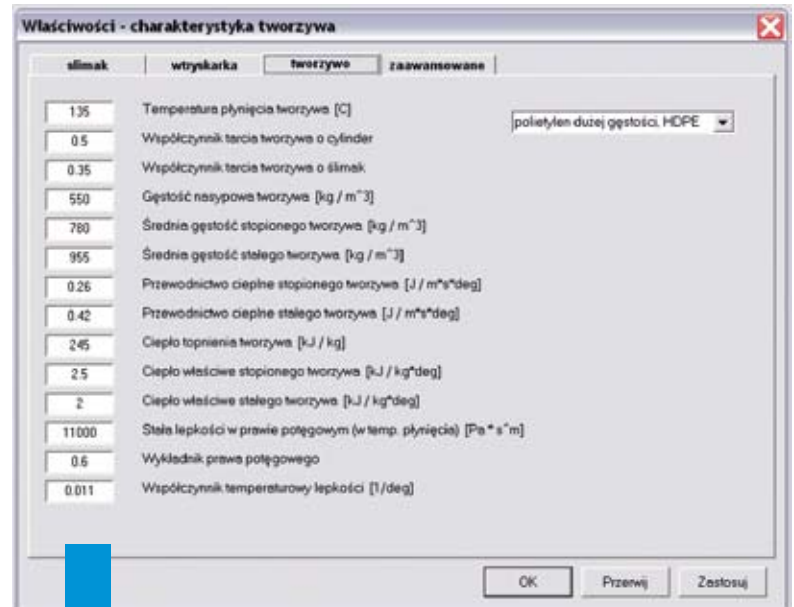 Właściwości - charakterystyka tworzywa
slimak wtryskarka tworzywo zaawansowane
135 Temperatura płynięcia tworzywa [C] polietylen dużej gęstości, HDPE
0.5 Współczynnik tarcia tworzywa o cylinder
0.35 Współczynnik tarcia tworzywa o ślimak
550 Gęstość nasypowa tworzywa [kg / m^3]
780 Średnia gęstość stopionego tworzywa [kg / m^3]
955 Średnia gęstość stałego tworzywa [kg / m^3]
0.26 Przewodnictwo cieplne stopionego tworzywa [J / m*s*deg]
0.42 Przewodnictwo cieplne stałego tworzywa [J / m*s*deg]
245 Ciepło topnienia tworzywa [kJ / kg]
2.5 Ciepło właściwe stopionego tworzywa [kJ / kg*deg]
2 Ciepło właściwe stałego tworzywa [kJ / kg*deg]
11000 Stała lepkości w prawie potęgowym (w temp. płynięcia) [Pa * s^m]
0.6 Wykładnik prawa potęgowego
0.011 Współczynnik temperaturowy lepkości [1/deg]
OK Przerwij Zastosuj